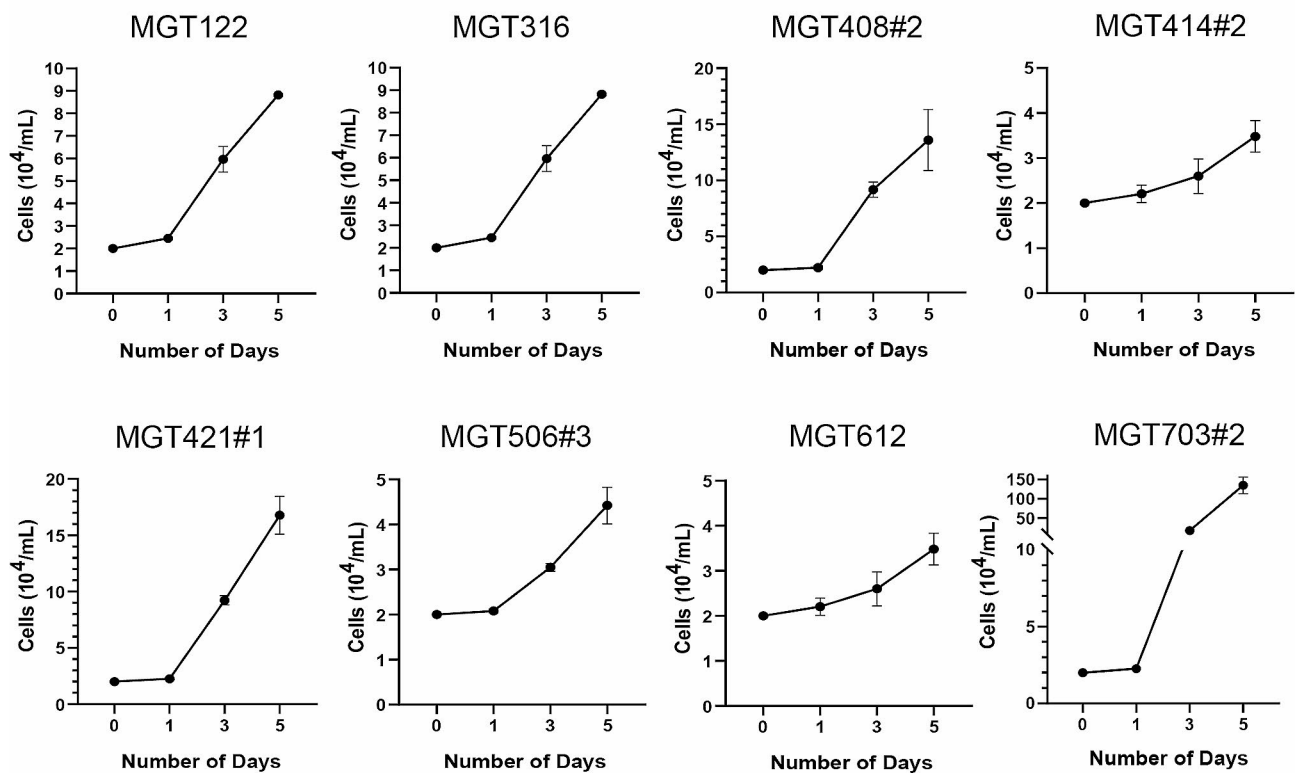 MGT122
Cells (10⁴/mL)
10
9
8
7
6
5
4
3
2
1
0
0 1 3 5
Number of Days
MGT316
Cells (10⁴/mL)
10
9
8
7
6
5
4
3
2
1
0
0 1 3 5
Number of Days
MGT408#2
Cells (10⁴/mL)
20
15
10
5
0
0 1 3 5
Number of Days
MGT414#2
Cells (10⁴/mL)
5
4
3
2
1
0
0 1 3 5
Number of Days
MGT421#1
Cells (10⁴/mL)
20
15
10
5
0
0 1 3 5
Number of Days
MGT506#3
Cells (10⁴/mL)
5
4
3
2
1
0
0 1 3 5
Number of Days
MGT612
Cells (10⁴/mL)
5
4
3
2
1
0
0 1 3 5
Number of Days
MGT703#2
Cells (10⁴/mL)
150
100
50
10
5
0
0 1 3 5
Number of Days